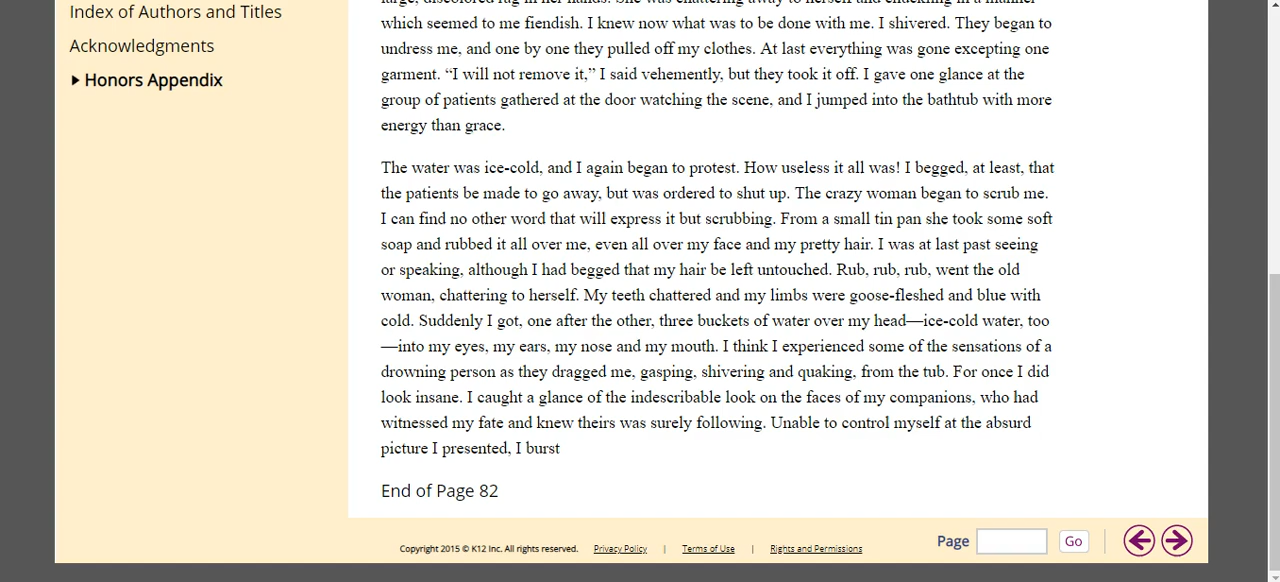 Index of Authors and Titles
Acknowledgments
Honors Appendix
which seemed to me fiendish. I knew now what was to be done with me. I shivered. They began to
undress me, and one by one they pulled off my clothes. At last everything was gone excepting one
garment. “I will not remove it,” I said vehemently, but they took it off. I gave one glance at the
group of patients gathered at the door watching the scene, and I jumped into the bathtub with more
energy than grace.
The water was ice-cold, and I again began to protest. How useless it all was! I begged, at least, that
the patients be made to go away, but was ordered to shut up. The crazy woman began to scrub me.
I can find no other word that will express it but scrubbing. From a small tin pan she took some soft
soap and rubbed it all over me, even all over my face and my pretty hair. I was at last past seeing
or speaking, although I had begged that my hair be left untouched. Rub, rub, rub, went the old
woman, chattering to herself. My teeth chattered and my limbs were goose-fleshed and blue with
cold. Suddenly I got, one after the other, three buckets of water over my head—ice-cold water, too
—into my eyes, my ears, my nose and my mouth. I think I experienced some of the sensations of a
drowning person as they dragged me, gasping, shivering and quaking, from the tub. For once I did
look insane. I caught a glance of the indescribable look on the faces of my companions, who had
witnessed my fate and knew theirs was surely following. Unable to control myself at the absurd
picture I presented, I burst
End of Page 82
Copyright 2015 © K12 Inc. All rights reserved. Privacy Policy | Terms of Use | Rights and Permissions
Page Go